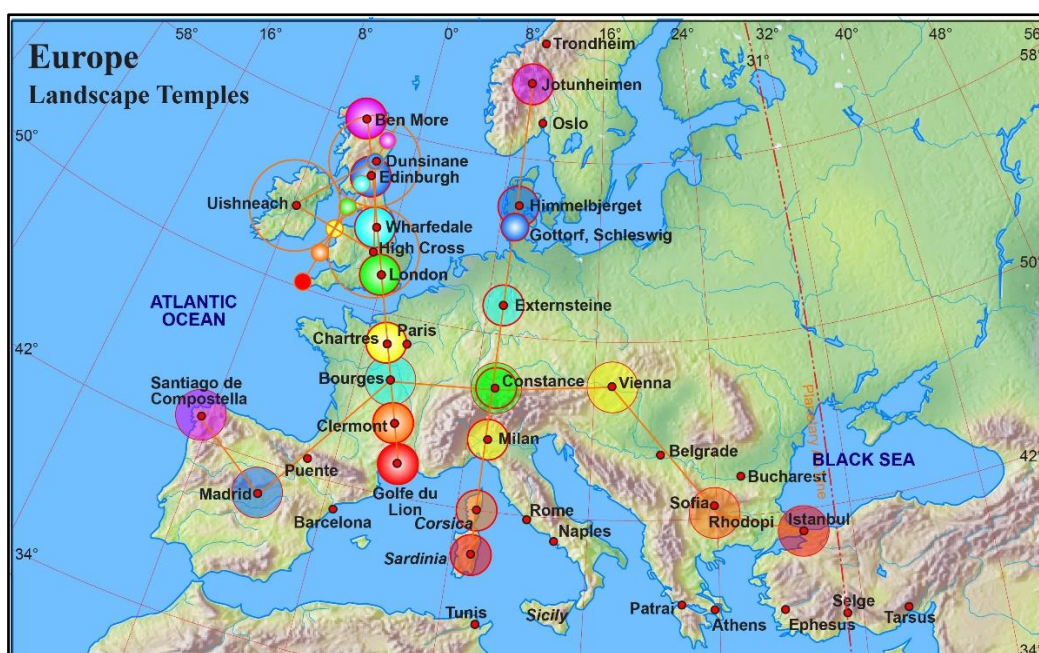 58° 16° 8° 0° 8° 16° 24° 32° 40° 48° 56°
Europe
Landscape Temples
Trondheim
31°
58°
Jotunheimen
Ben More
Oslo
50°
Dunsinane
Edinburgh
Uishneach
Himmelbjerget
Wharfedale
Gottorf, Schleswig
High Cross
London
50°
ATLANTIC
OCEAN
Externsteine
Chartres
Paris
42°
Bourges
Constance
Vienna
Santiago de
Compostella
Clermont
Milan
Belgrade
BLACK SEA
42°
Puente
Bucharest
Madrid
Golfe du
Lion
Sofia
Rhodopi
Istanbul
Barcelona
Corsica
Rome
Naples
34°
Sardinia
Tunis
Sicily
Patrai
Athens
Ephesus
Selge
Tarsus
34°